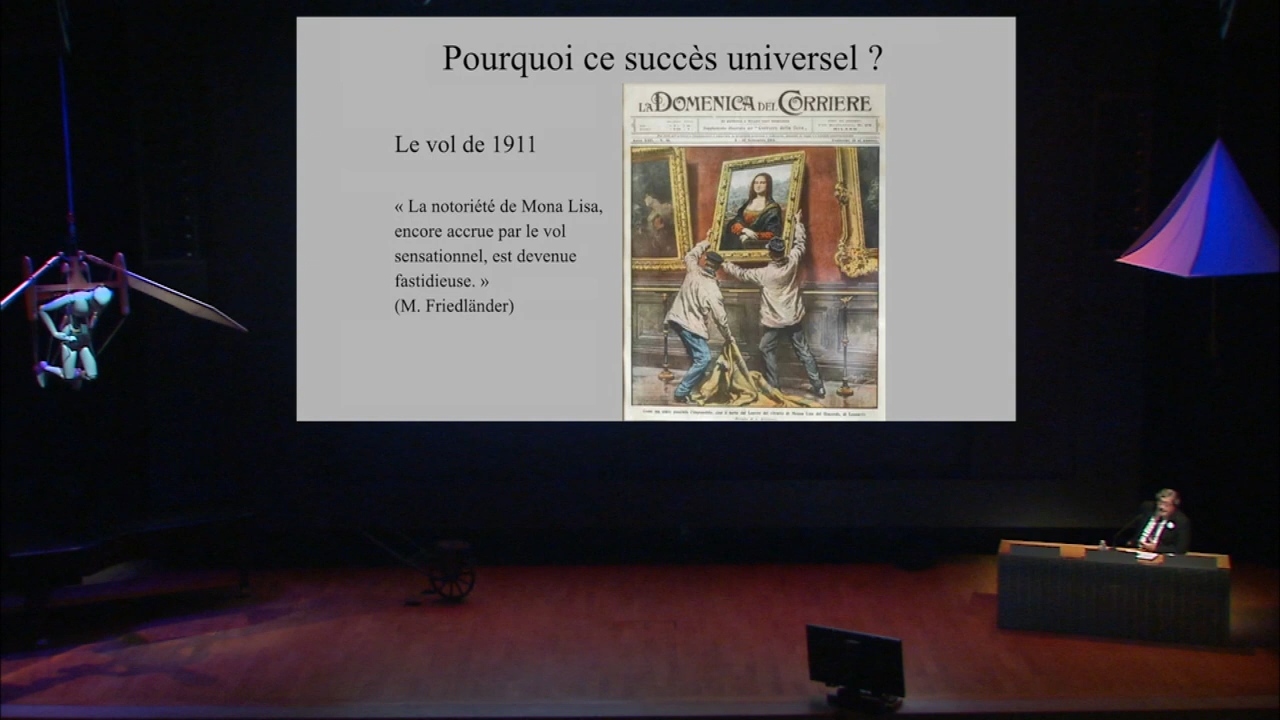 Pourquoi ce succès universel ?
LA DOMENICA DEL CORRIERE
Le vol de 1911
« La notoriété de Mona Lisa,
encore accrue par le vol
sensationnel, est devenue
fastidieuse. »
(M. Friedländer)